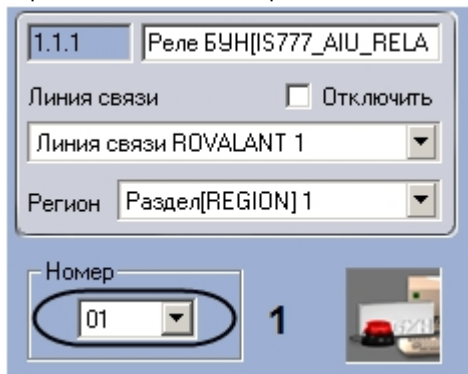 1.1.1 Реле БУН[IS777_AIU_RELA
Линия связи Отключить
Линия связи ROVALANT 1
Регион Раздел[REGION] 1
Номер
01 1
БУН